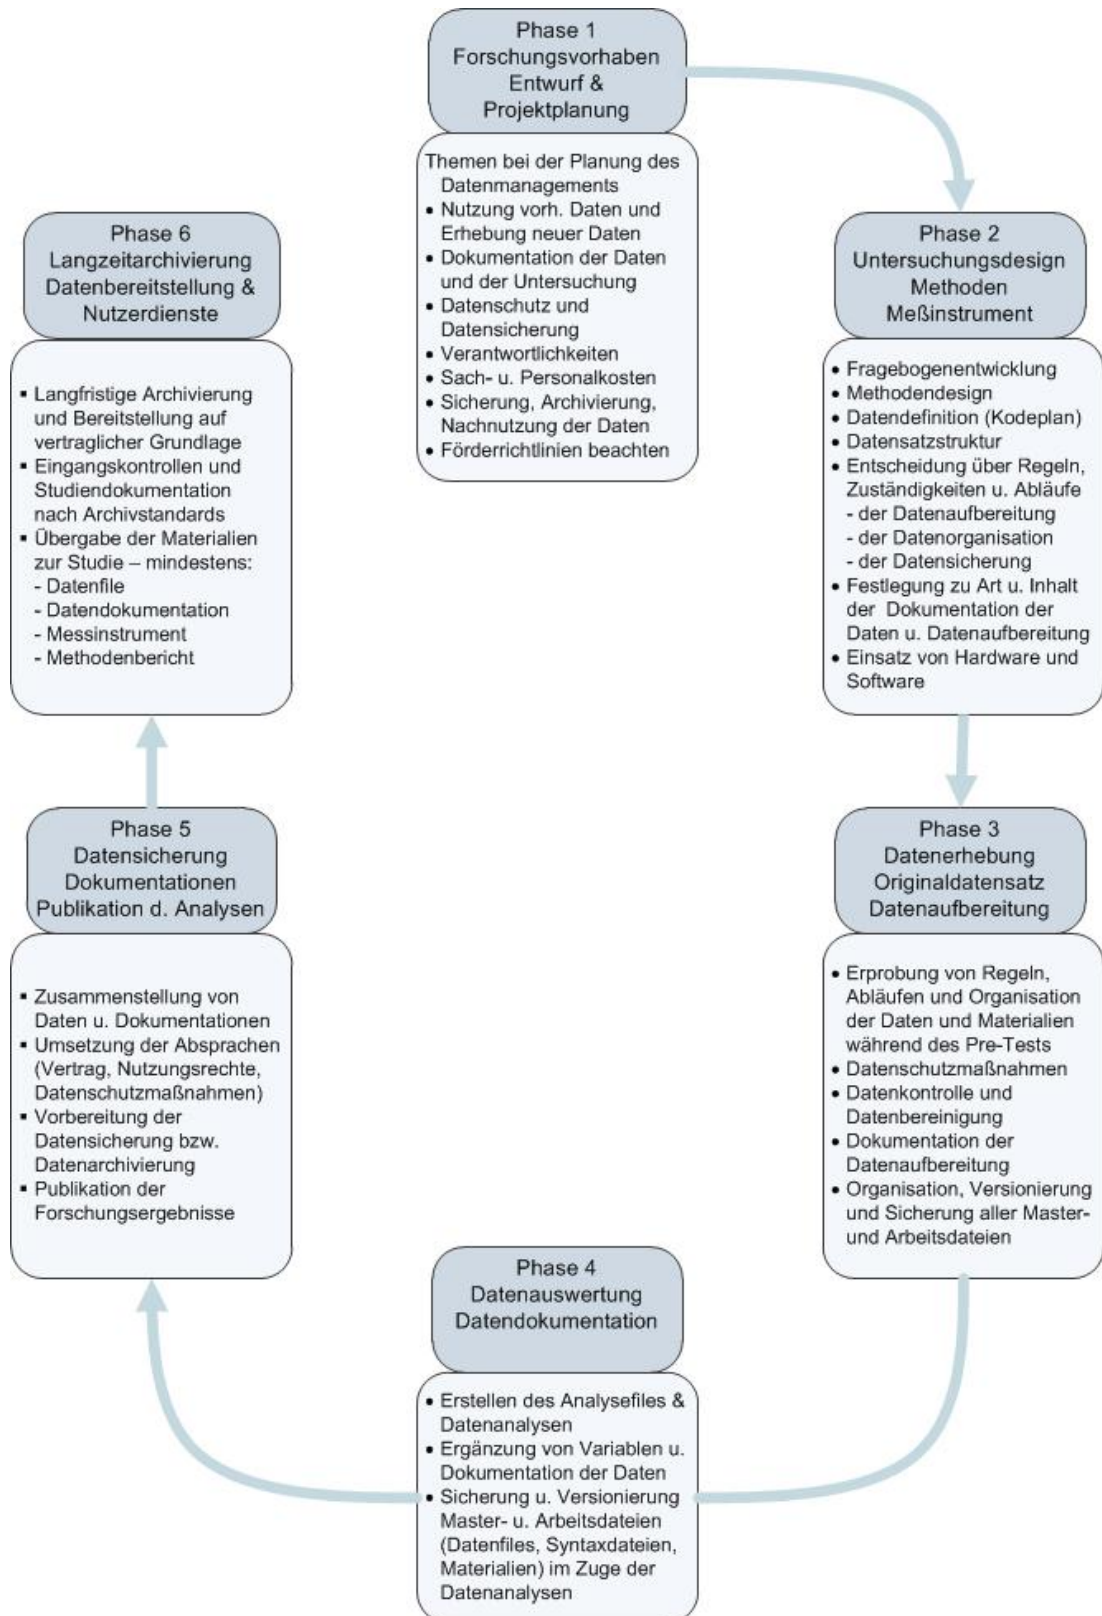 Phase 1
Forschungsvorhaben
Entwurf &
Projektplanung
Themen bei der Planung des
Datenmanagements
• Nutzung vorh. Daten und
Erhebung neuer Daten
• Dokumentation der Daten
und der Untersuchung
• Datenschutz und
Datensicherung
• Verantwortlichkeiten
• Sach- u. Personalkosten
• Sicherung, Archivierung,
Nachnutzung der Daten
• Förderrichtlinien beachten
Phase 2
Untersuchungsdesign
Methoden
Meßinstrument
• Fragebogenentwicklung
• Methodendesign
• Datendefinition (Kodeplan)
• Datensatzstruktur
• Entscheidung über Regeln,
Zuständigkeiten u. Abläufe
- der Datenaufbereitung
- der Datenorganisation
- der Datensicherung
• Festlegung zu Art u. Inhalt
der Dokumentation der
Daten u. Datenaufbereitung
• Einsatz von Hardware und
Software
Phase 3
Datenerhebung
Originaldatensatz
Datenaufbereitung
• Erprobung von Regeln,
Abläufen und Organisation
der Daten und Materialien
während des Pre-Tests
• Datenschutzmaßnahmen
• Datenkontrolle und
Datenbereinigung
• Dokumentation der
Datenaufbereitung
• Organisation, Versionierung
und Sicherung aller Master-
und Arbeitsdateien
Phase 4
Datenauswertung
Datendokumentation
• Erstellen des Analysefiles &
Datenanalysen
• Ergänzung von Variablen u.
Dokumentation der Daten
• Sicherung u. Versionierung
Master- u. Arbeitsdateien
(Datenfiles, Syntaxdateien,
Materialien) im Zuge der
Datenanalysen
Phase 5
Datensicherung
Dokumentationen
Publikation d. Analysen
▪ Zusammenstellung von
Daten u. Dokumentationen
▪ Umsetzung der Absprachen
(Vertrag, Nutzungsrechte,
Datenschutzmaßnahmen)
▪ Vorbereitung der
Datensicherung bzw.
Datenarchivierung
▪ Publikation der
Forschungsergebnisse
Phase 6
Langzeitarchivierung
Datenbereitstellung &
Nutzerdienste
▪ Langfristige Archivierung
und Bereitstellung auf
vertraglicher Grundlage
▪ Eingangskontrollen und
Studiendokumentation
nach Archivstandards
▪ Übergabe der Materialien
zur Studie – mindestens:
- Datenfile
- Datendokumentation
- Messinstrument
- Methodenbericht